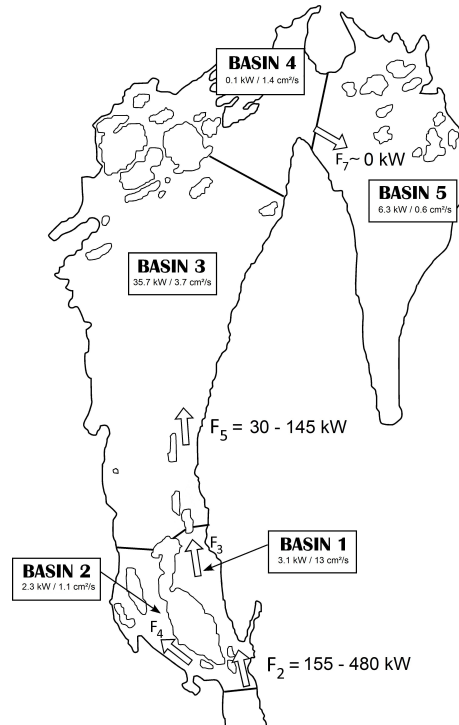 BASIN 4
0.1 kW / 1.4 cm²/s
F₇~ 0 kW
BASIN 5
6.3 kW / 0.6 cm²/s
BASIN 3
35.7 kW / 3.7 cm²/s
F₅ = 30 - 145 kW
F₃
BASIN 1
3.1 kW / 13 cm²/s
BASIN 2
2.3 kW / 1.1 cm²/s
F₄
F₂ = 155 - 480 kW